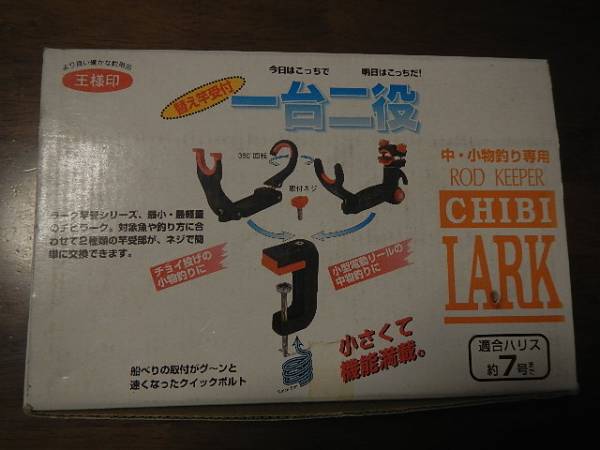 より良い確かな釣用品
王様印
今日はこっちで 明日はこっちだ!
替え竿受付
一台二役
360°回転
取付ネジ
中・小物釣り専用
ROD KEEPER
CHIBI
LARK
ラーク竿受シリーズ、最小・最軽量
のチビラーク。対象魚や釣り方に合
わせて2種類の竿受部が、ネジで簡
単に交換できます。
チョイ投げの
小物釣りに
小型電動リールの
中物釣りに
小さくて
機能満載。
適合ハリス
約7号まで
船べりの取付がグ〜ンと
速くなったクイックボルト